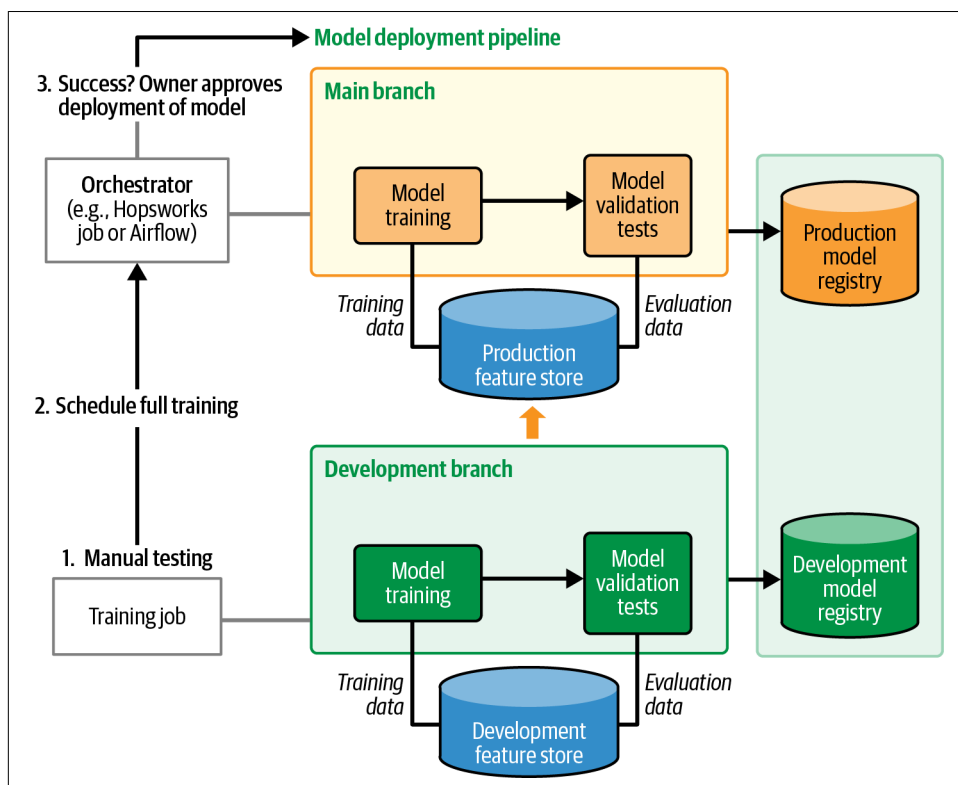 Model deployment pipeline
3. Success? Owner approves
deployment of model
Main branch
Orchestrator
(e.g., Hopsworks
job or Airflow)
Model
training
Model
validation
tests
Production
model
registry
Training
data
Evaluation
data
Production
feature store
2. Schedule full training
Development branch
1. Manual testing
Training job
Model
training
Model
validation
tests
Development
model
registry
Training
data
Evaluation
data
Development
feature store